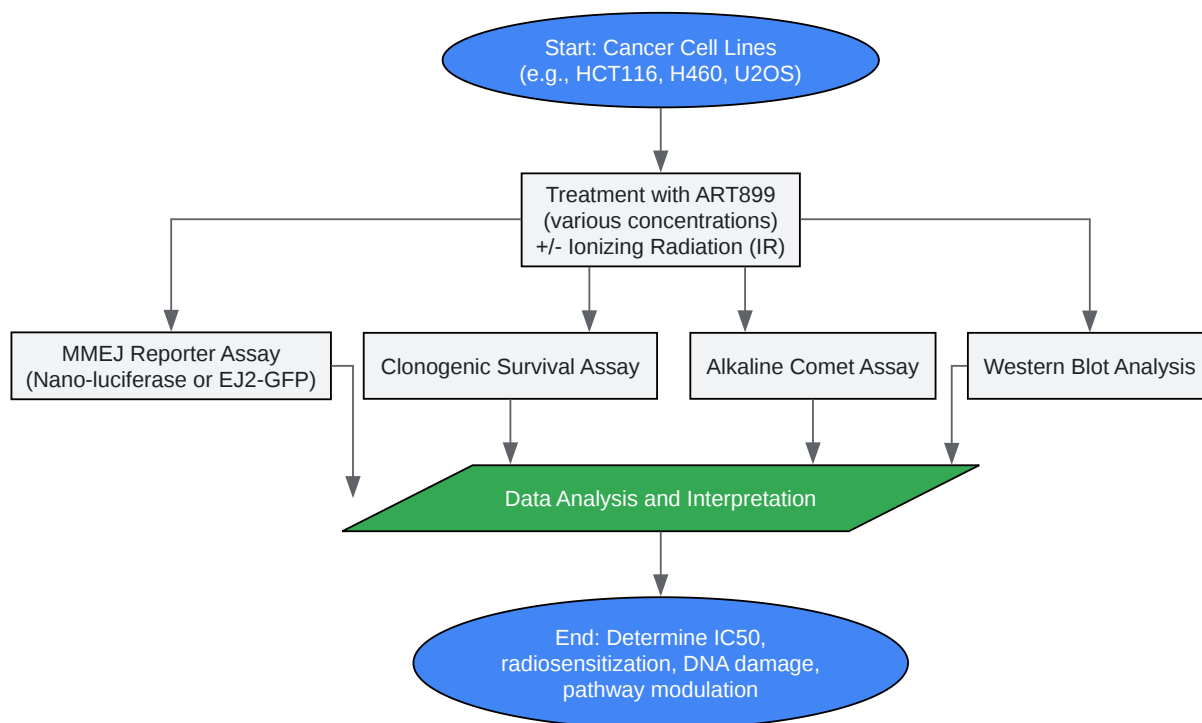 Start: Cancer Cell Lines
(e.g., HCT116, H460, U2OS)
Treatment with ART899
(various concentrations)
+/- Ionizing Radiation (IR)
MMEJ Reporter Assay
(Nano-luciferase or EJ2-GFP)
Clonogenic Survival Assay
Alkaline Comet Assay
Western Blot Analysis
Data Analysis and Interpretation
End: Determine IC50,
radiosensitization, DNA damage,
pathway modulation